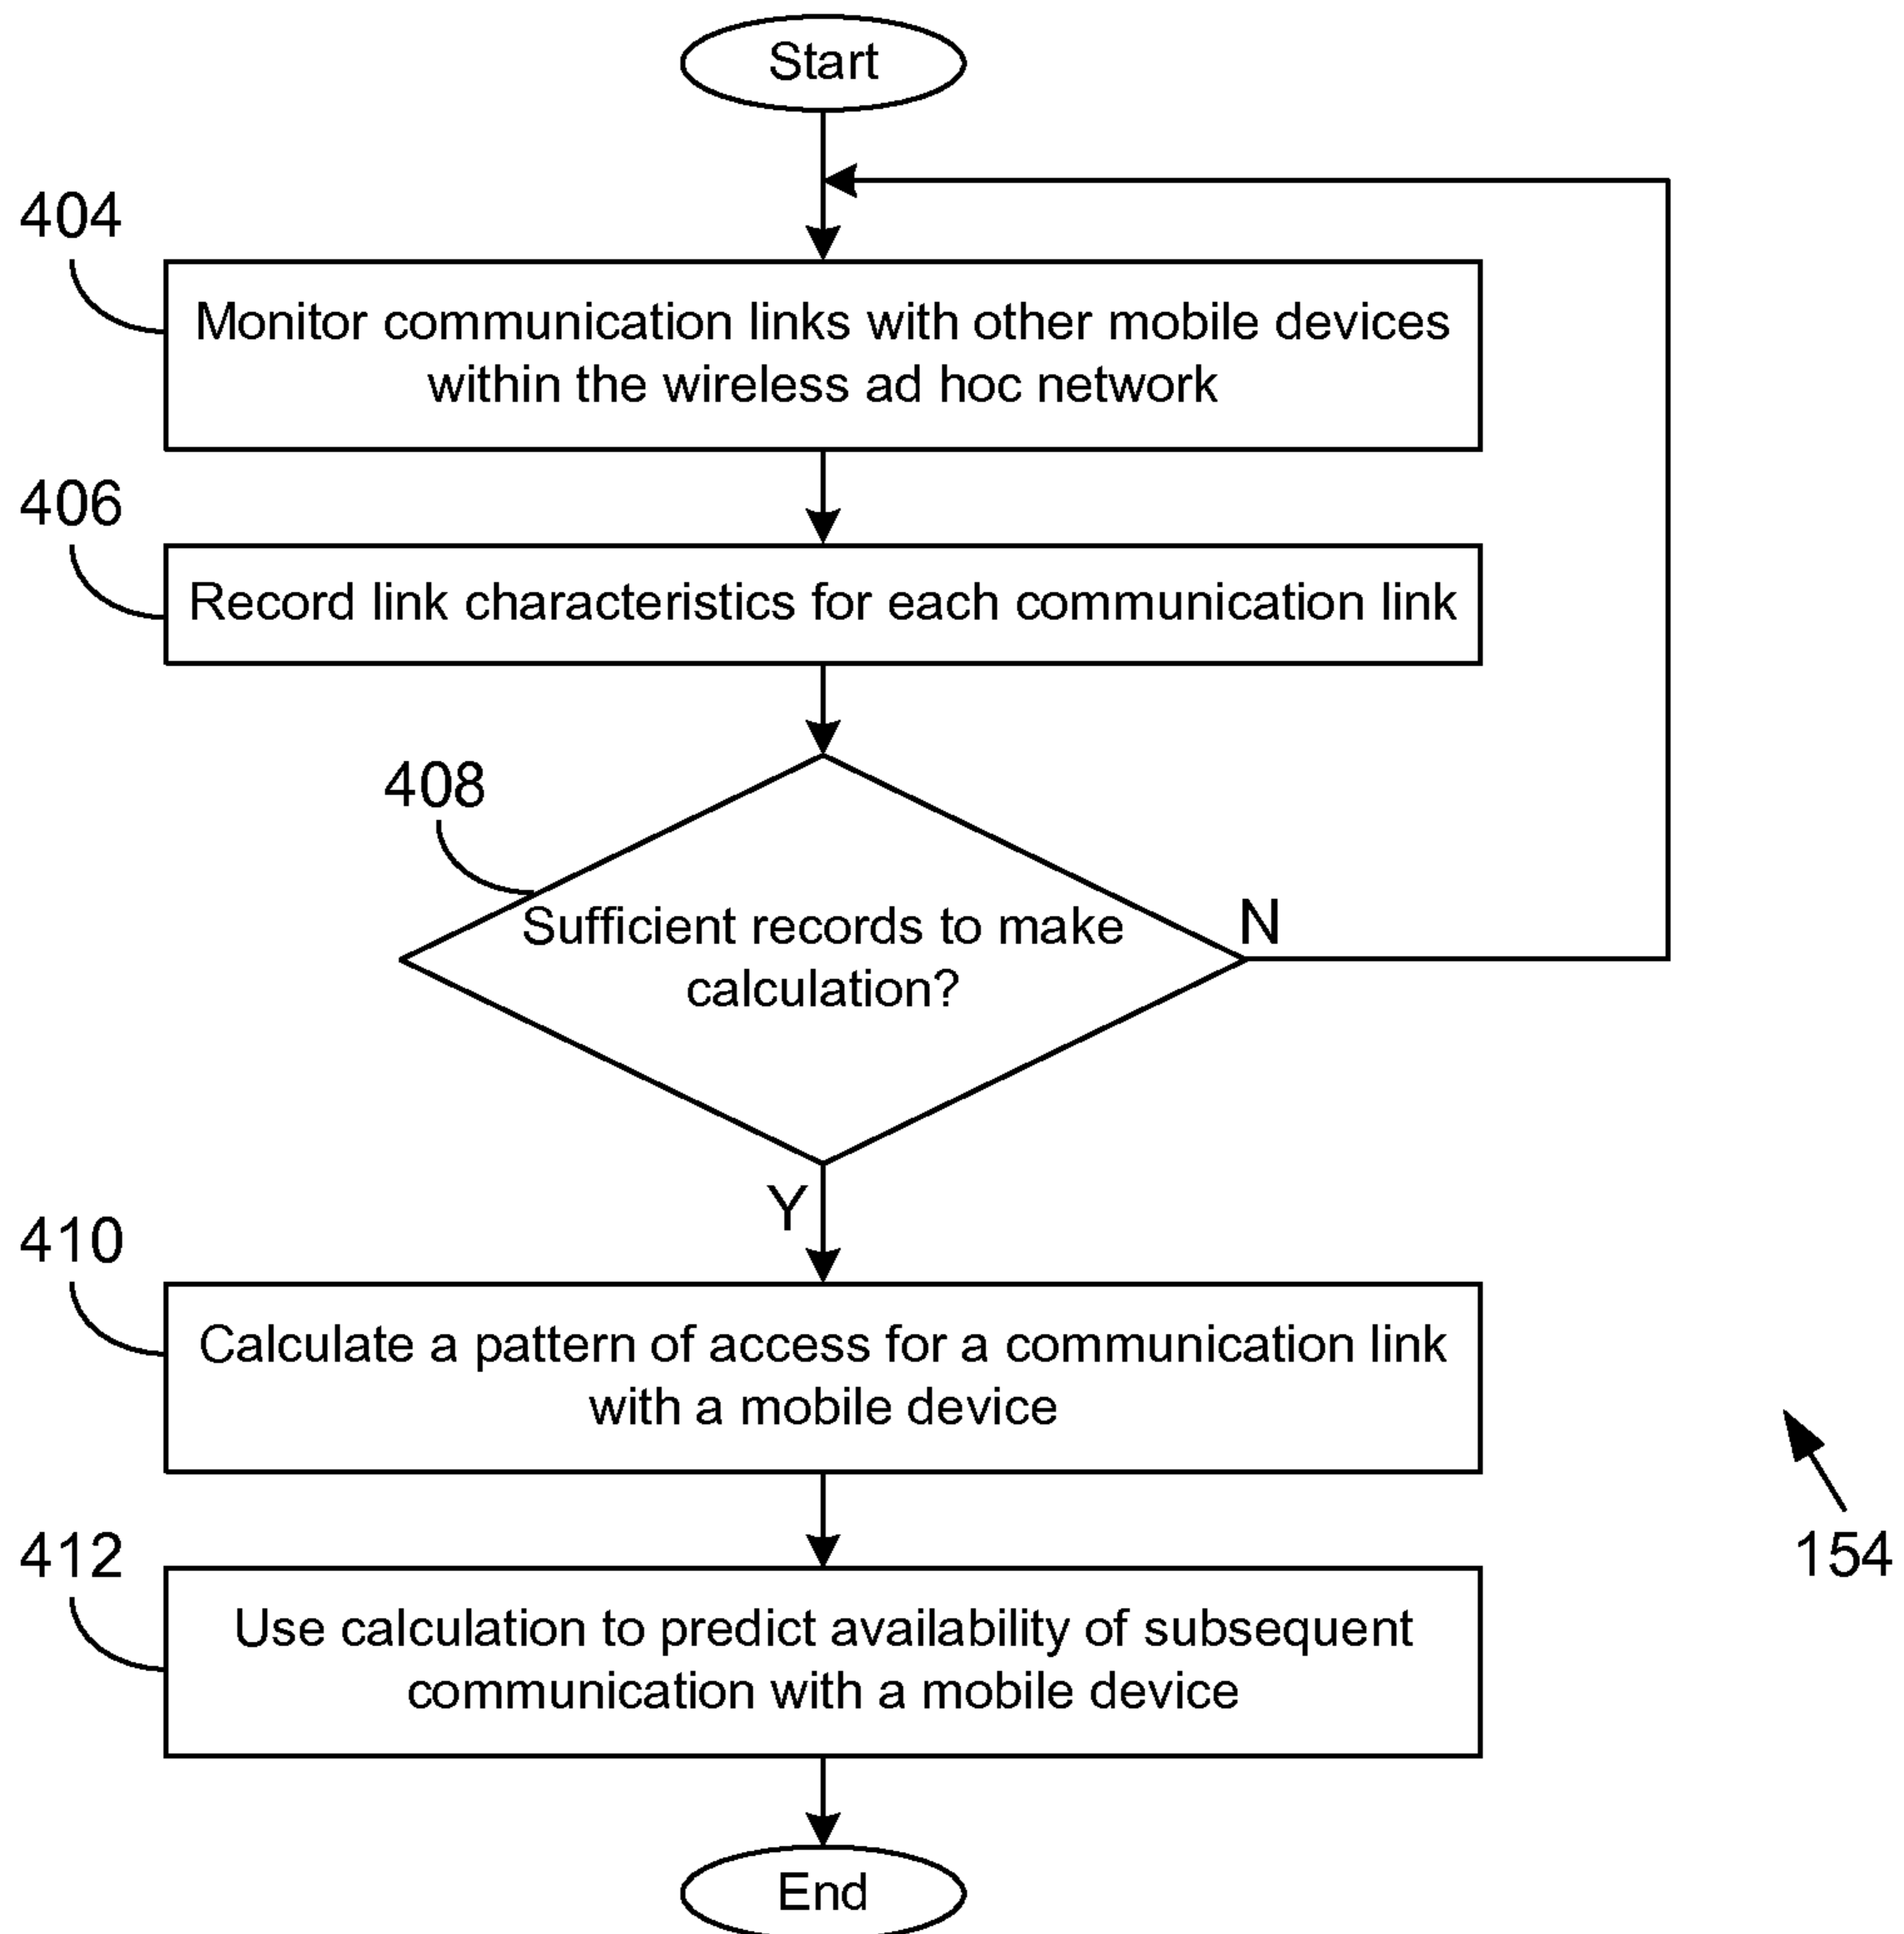 Start
404
Monitor communication links with other mobile devices
within the wireless ad hoc network
406
Record link characteristics for each communication link
408
Sufficient records to make
calculation?
N
Y
410
Calculate a pattern of access for a communication link
with a mobile device
412
Use calculation to predict availability of subsequent
communication with a mobile device
154
End